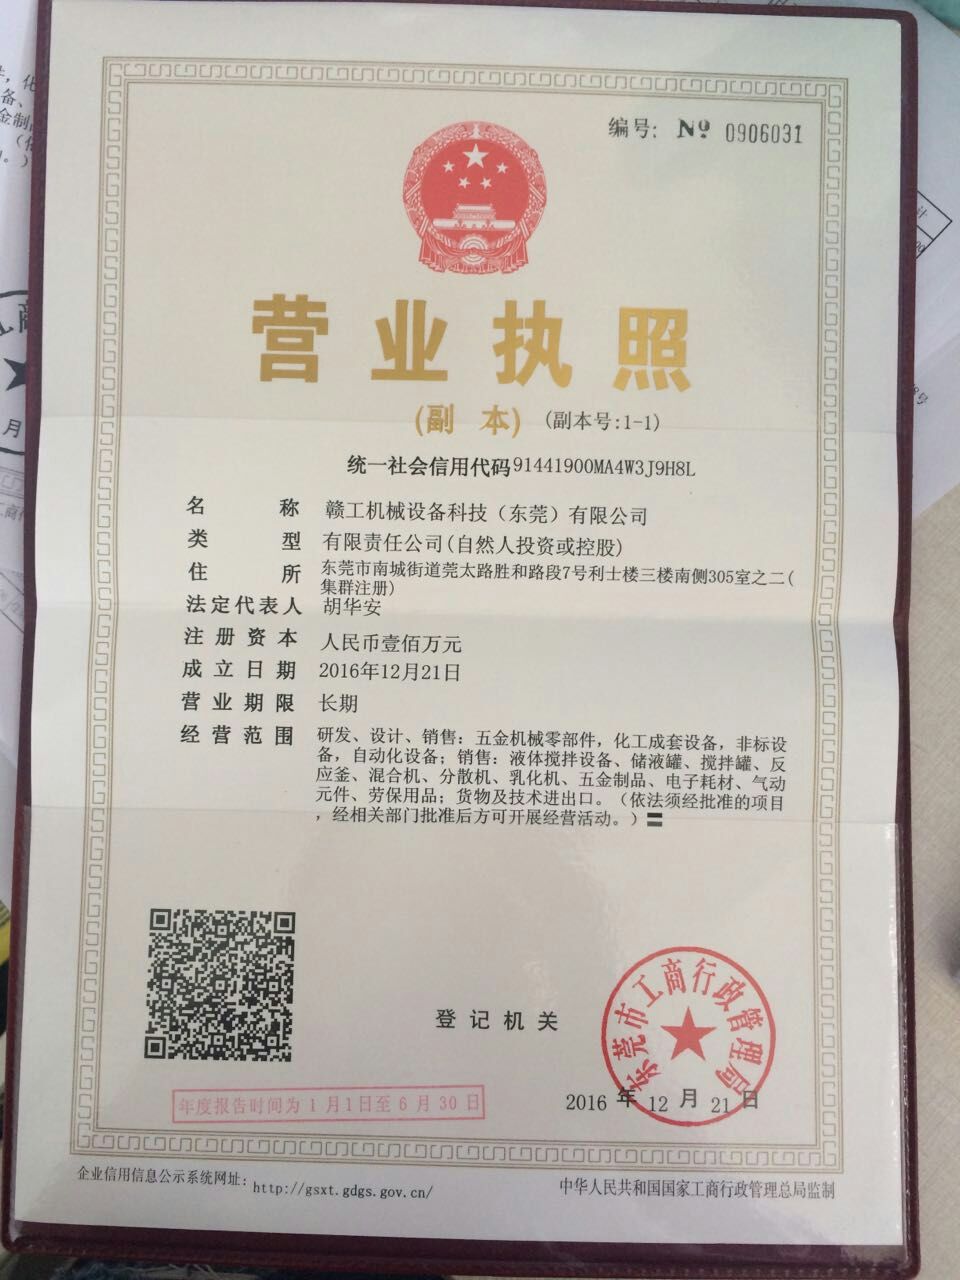 编号: Nº 0906031
营业执照
(副 本) (副本号:1-1)
统一社会信用代码91441900MA4W3J9H8L
名 称 赣工机械设备科技（东莞）有限公司
类 型 有限责任公司(自然人投资或控股)
住 所 东莞市南城街道莞太路胜和路段7号利士楼三楼南侧305室之二(
集群注册)
法定代表人 胡华安
注册资本 人民币壹佰万元
成立日期 2016年12月21日
营业期限 长期
经营范围 研发、设计、销售：五金机械零部件，化工成套设备，非标设
备，自动化设备；销售：液体搅拌设备、储液罐、搅拌罐、反
应釜、混合机、分散机、乳化机、五金制品、电子耗材、气动
元件、劳保用品；货物及技术进出口。（依法须经批准的项目
，经相关部门批准后方可开展经营活动。）
登记机关
东莞市工商行政管理局
2016 年 12 月 21 日
年度报告时间为1月1日至6月30日
企业信用信息公示系统网址: http://gsxt.gdgs.gov.cn/
中华人民共和国国家工商行政管理总局监制